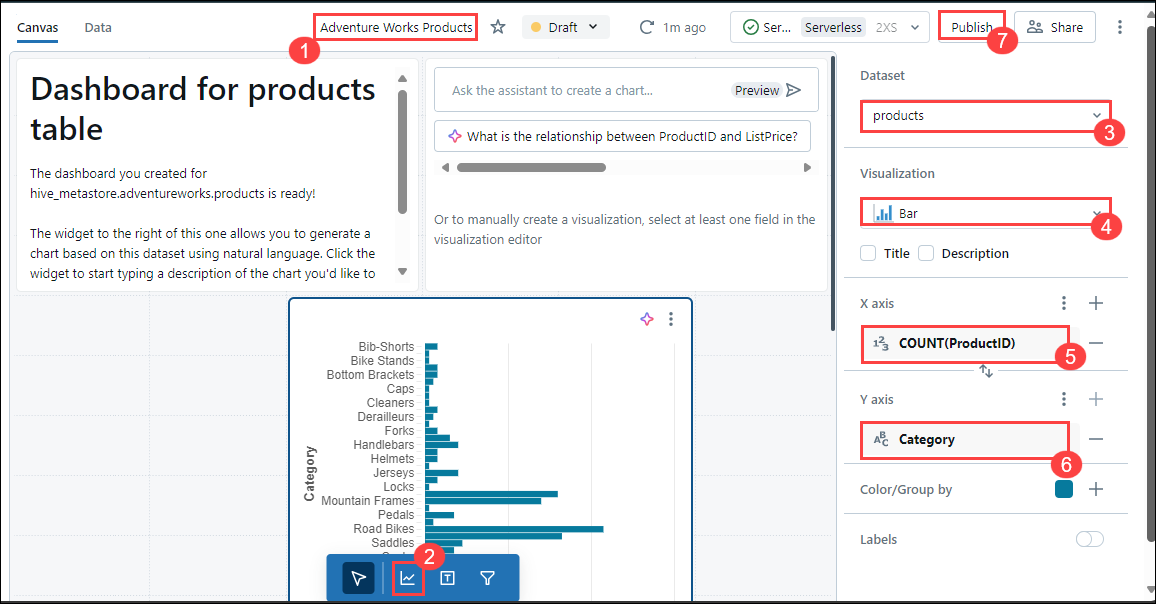 Canvas
Data
Adventure Works Products
Draft
1m ago
Ser... Serverless 2XS
Publish
Share
1
7
Dashboard for products
table
The dashboard you created for
hive_metastore.adventureworks.products is ready!
The widget to the right of this one allows you to generate a
chart based on this dataset using natural language. Click the
widget to start typing a description of the chart you'd like to
Ask the assistant to create a chart...
Preview
What is the relationship between ProductID and ListPrice?
Or to manually create a visualization, select at least one field in the
visualization editor
Category
Bib-Shorts
Bike Stands
Bottom Brackets
Caps
Cleaners
Derailleurs
Forks
Handlebars
Helmets
Jerseys
Locks
Mountain Frames
Pedals
Road Bikes
Saddles
2
T
Dataset
products
3
Visualization
Bar
4
Title
Description
X axis
123 COUNT(ProductID)
5
Y axis
ABC Category
6
Color/Group by
Labels